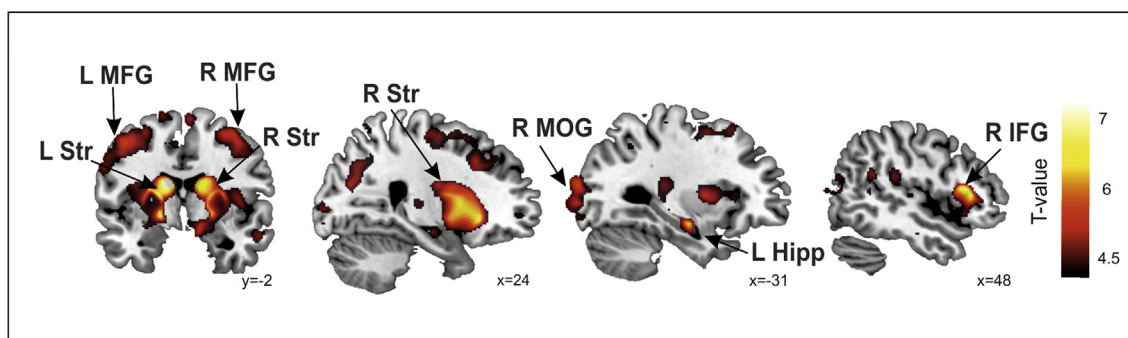 L MFG
R MFG
L Str
R Str
y=-2
R Str
x=24
R MOG
L Hipp
x=-31
R IFG
x=48
T-value
7
6
4.5